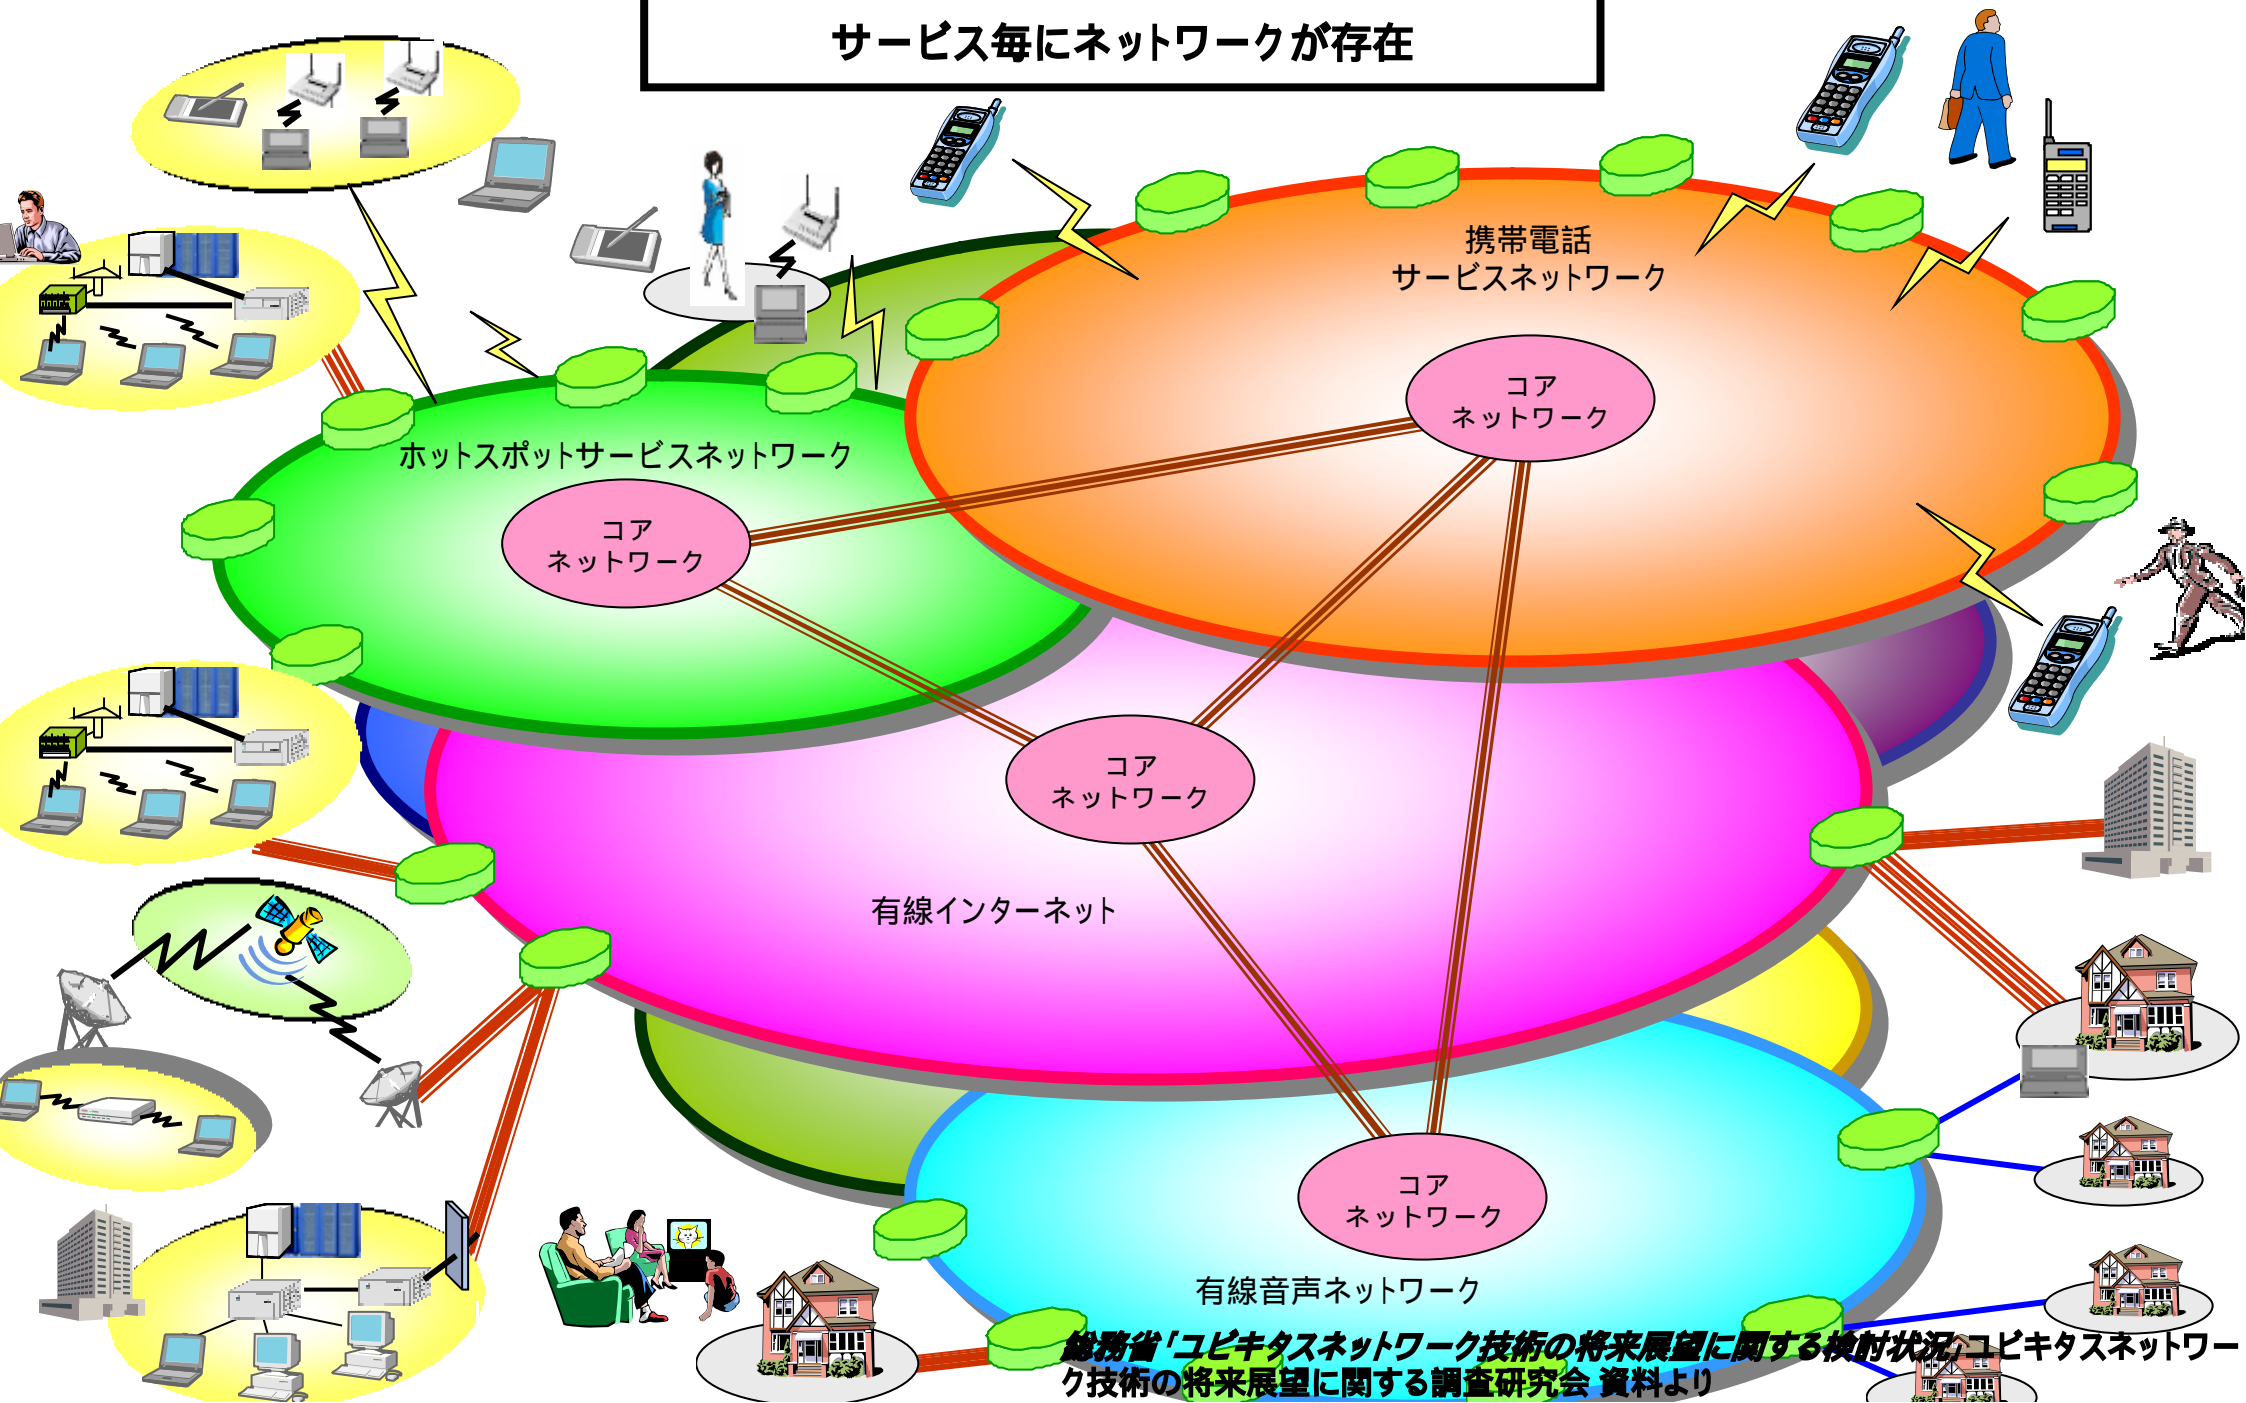 サービス毎にネットワークが存在
携帯電話
サービスネットワーク
コア
ネットワーク
ホットスポットサービスネットワーク
コア
ネットワーク
コア
ネットワーク
有線インターネット
コア
ネットワーク
有線音声ネットワーク
総務省「ユビキタスネットワーク技術の将来展望に関する検討状況」ユビキタスネットワー
ク技術の将来展望に関する調査研究会 資料より